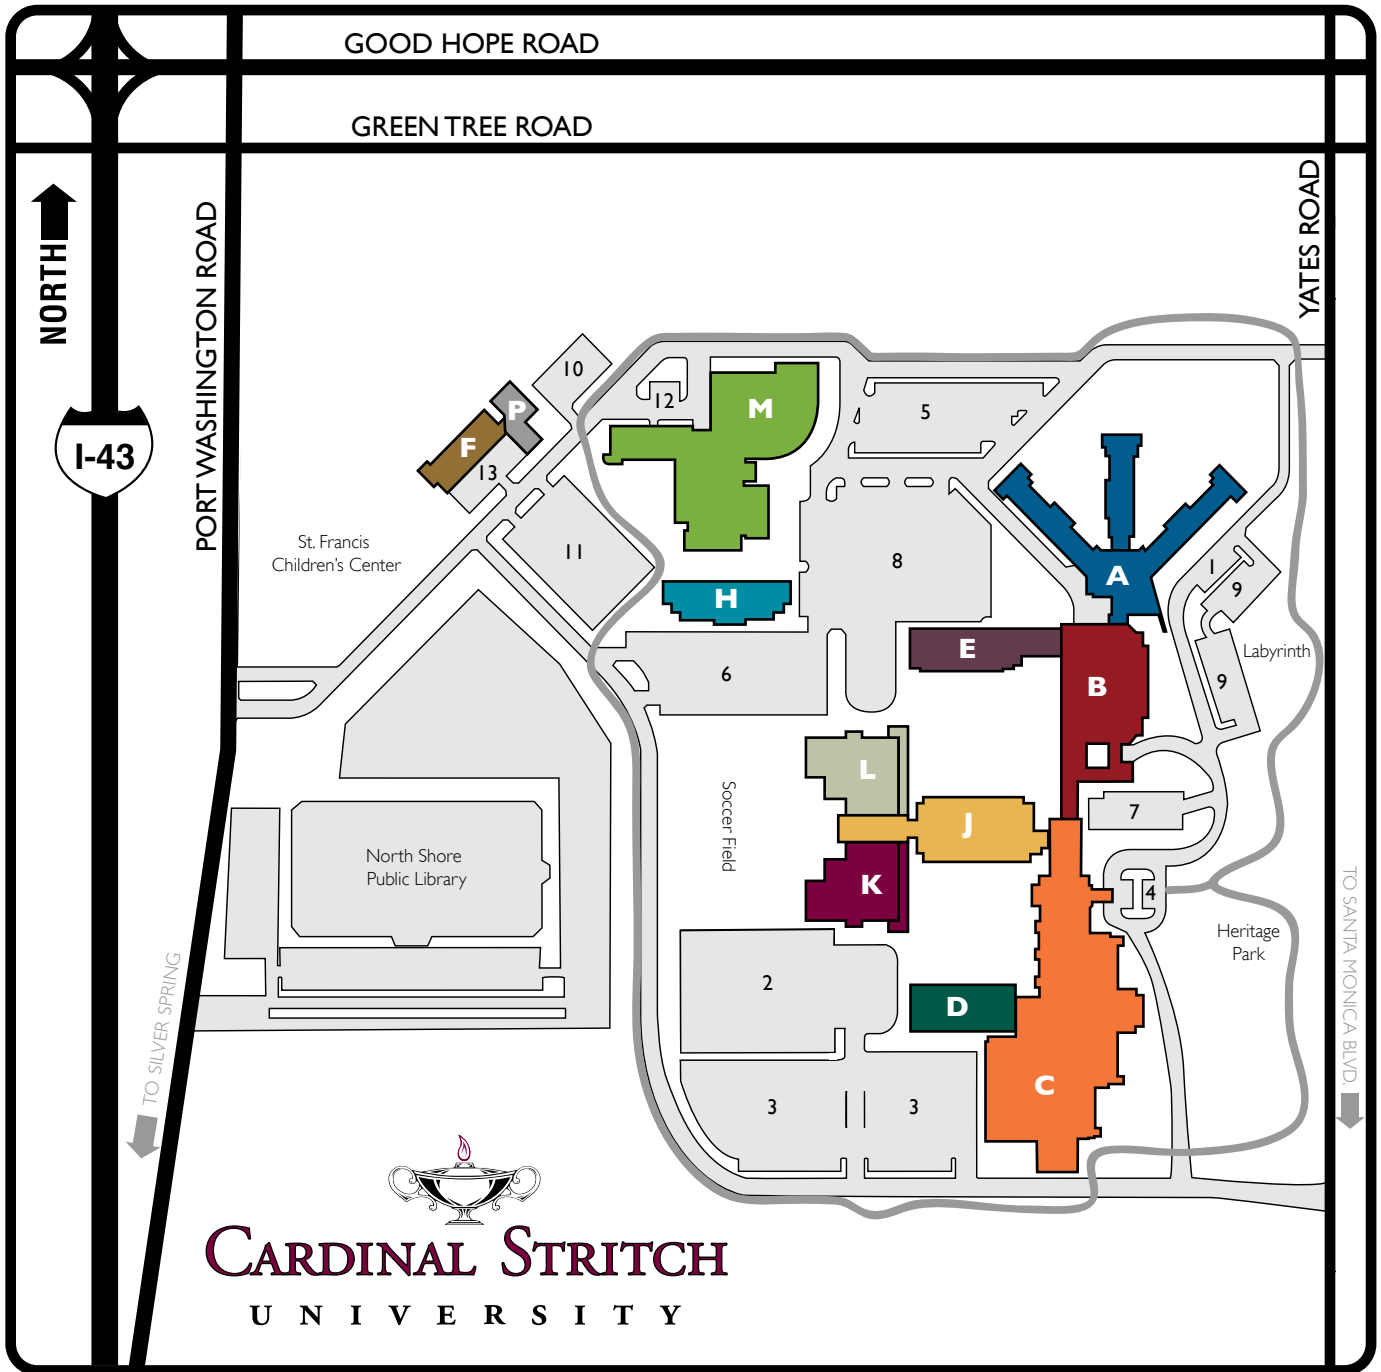 GOOD HOPE ROAD
GREEN TREE ROAD
NORTH
PORT WASHINGTON ROAD
YATES ROAD
I-43
10
P
F
13
12
M
5
St. Francis
Children's Center
11
H
8
A
1
9
E
6
B
Labyrinth
9
L
Soccer Field
J
7
North Shore
Public Library
K
4
TO SANTA MONICA BLVD.
Heritage
Park
2
D
TO SILVER SPRING
C
3
3
CARDINAL STRITCH
UNIVERSITY